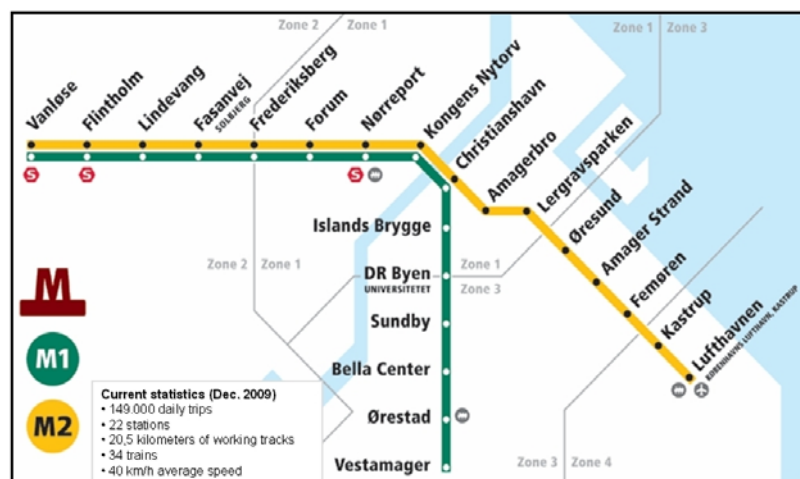 Zone 2
Zone 1
Zone 1
Zone 3
Vanløse
Flintholm
Lindevang
Fasanvej
SOLBJERG
Frederiksberg
Forum
Nørreport
Kongens Nytorv
Christianshavn
Amagerbro
Lergravsparken
Øresund
Amager Strand
Femøren
Kastrup
Lufthavnen
KØBENHAVNS LUFTHAVN, KASTRUP
S
S
S
Islands Brygge
Zone 2
Zone 1
DR Byen
UNIVERSITETET
Zone 1
Zone 3
Sundby
Bella Center
Ørestad
Vestamager
Zone 3
Zone 4
M
M1
M2
Current statistics (Dec. 2009)
• 149.000 daily trips
• 22 stations
• 20,5 kilometers of working tracks
• 34 trains
• 40 km/h average speed